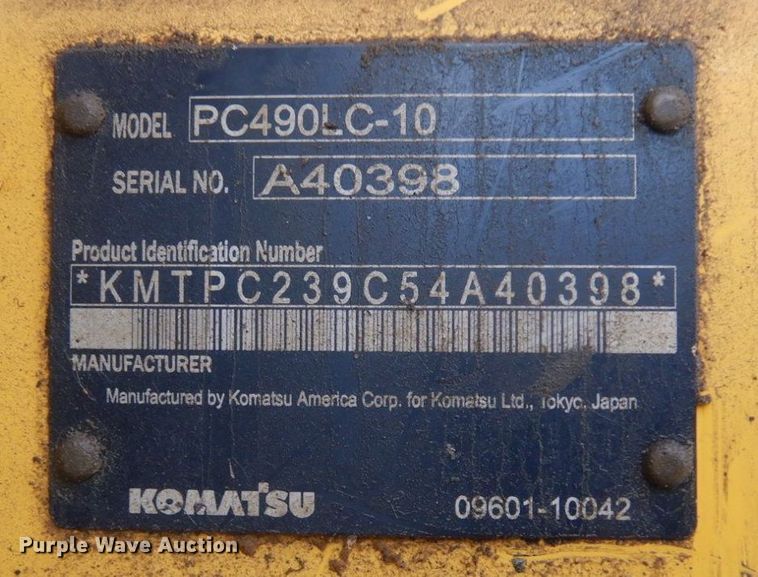 MODEL PC490LC-10
SERIAL NO. A40398
Product Identification Number
*KMTPC239C54A40398*
MANUFACTURER
Manufactured by Komatsu America Corp. for Komatsu Ltd., Tokyo, Japan
KOMATSU 09601-10042
Purple Wave Auction